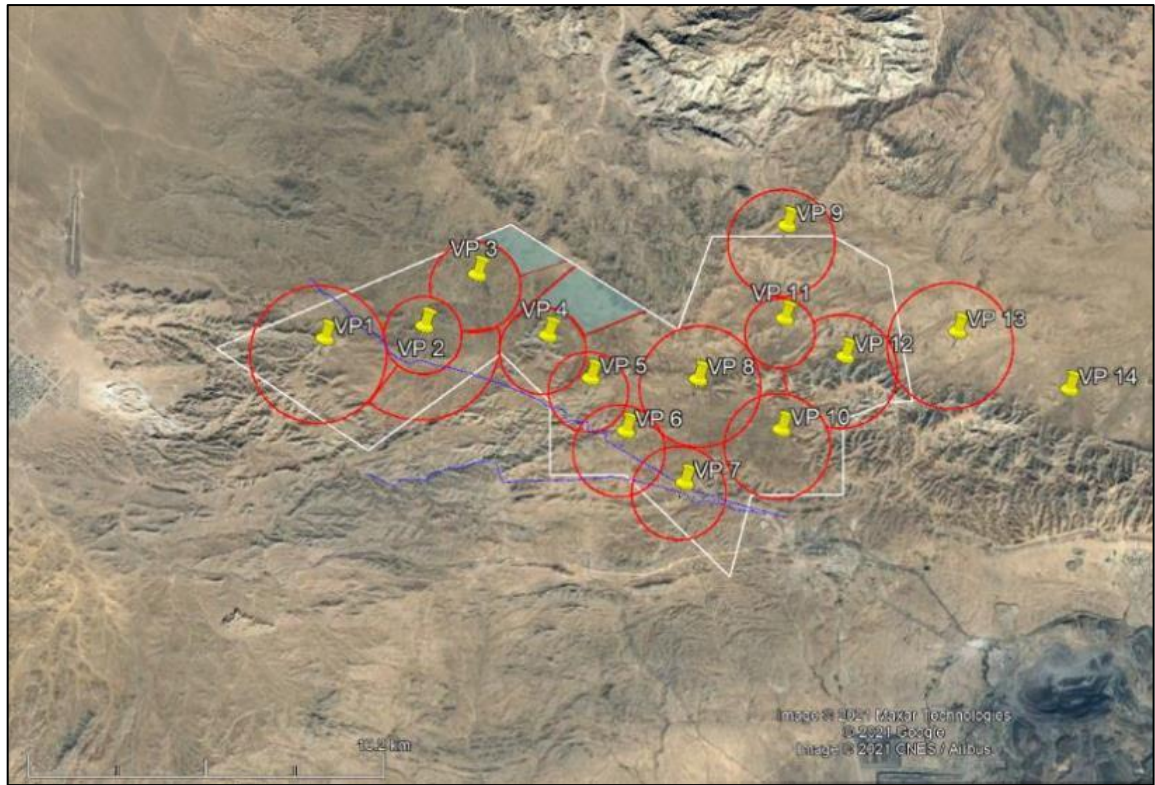 VP 9
VP 3
VP 11
VP1
VP 4
VP 13
VP 2
VP 12
VP 5
VP 8
VP 14
VP 6
VP 10
VP 7
Image © 2021 Maxar Technologies
© 2021 Google
Image © 2021 CNES / Airbus